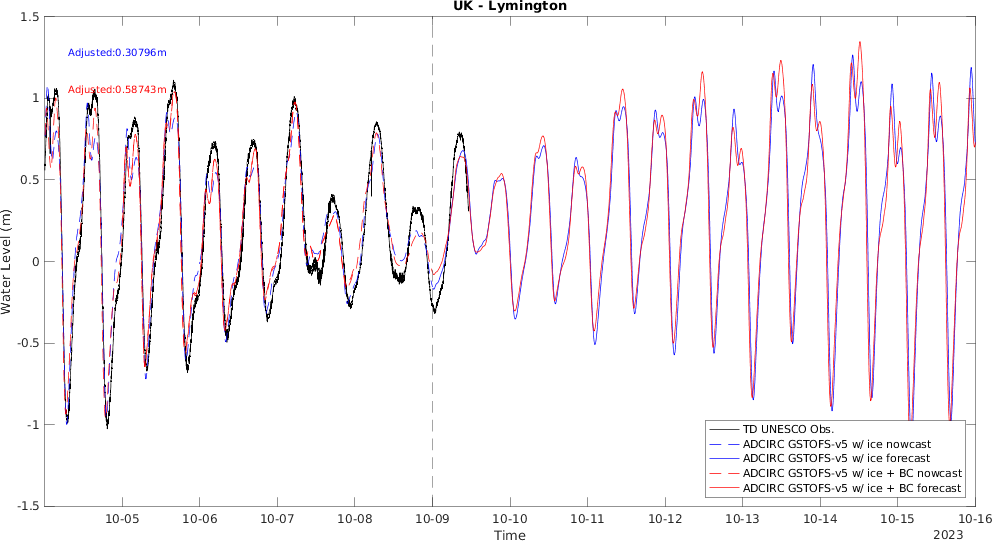 UK - Lymington
1.5
1
0.5
0
-0.5
-1
-1.5
Water Level (m)
Adjusted:0.30796m
Adjusted:0.58743m
TD UNESCO Obs.
ADCIRC GSTOFS-v5 w/ ice nowcast
ADCIRC GSTOFS-v5 w/ ice forecast
ADCIRC GSTOFS-v5 w/ ice + BC nowcast
ADCIRC GSTOFS-v5 w/ ice + BC forecast
10-05 10-06 10-07 10-08 10-09 10-10 10-11 10-12 10-13 10-14 10-15 10-16
Time
2023